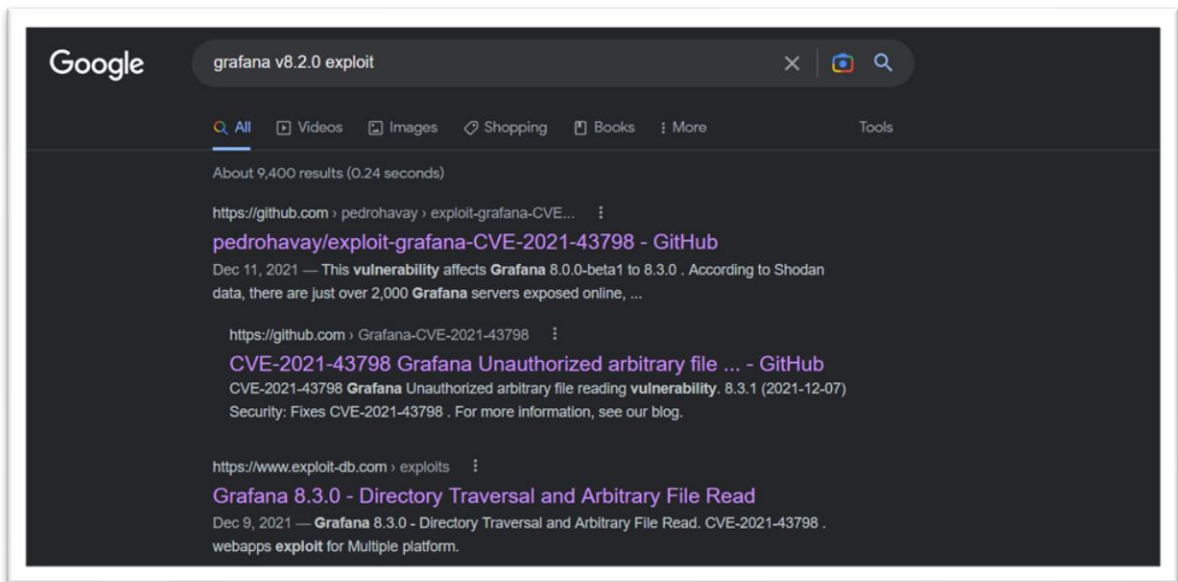 Google
grafana v8.2.0 exploit
All Videos Images Shopping Books More Tools
About 9,400 results (0.24 seconds)
https://github.com › pedrohavay › exploit-grafana-CVE...
pedrohavay/exploit-grafana-CVE-2021-43798 - GitHub
Dec 11, 2021 — This vulnerability affects Grafana 8.0.0-beta1 to 8.3.0 . According to Shodan
data, there are just over 2,000 Grafana servers exposed online, ...
https://github.com › Grafana-CVE-2021-43798
CVE-2021-43798 Grafana Unauthorized arbitrary file ... - GitHub
CVE-2021-43798 Grafana Unauthorized arbitrary file reading vulnerability. 8.3.1 (2021-12-07)
Security: Fixes CVE-2021-43798 . For more information, see our blog.
https://www.exploit-db.com › exploits
Grafana 8.3.0 - Directory Traversal and Arbitrary File Read
Dec 9, 2021 — Grafana 8.3.0 - Directory Traversal and Arbitrary File Read. CVE-2021-43798 .
webapps exploit for Multiple platform.